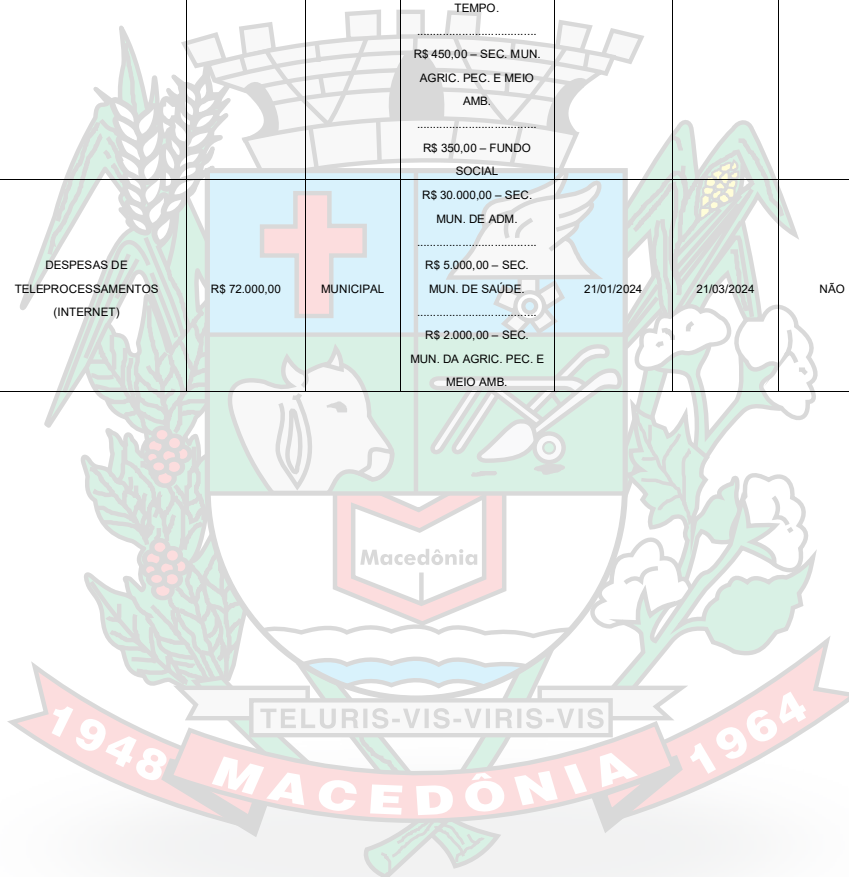 TEMPO.
.......................................
R$ 450,00 – SEC. MUN.
AGRIC. PEC. E MEIO
AMB.
.......................................
R$ 350,00 – FUNDO
SOCIAL
DESPESAS DE
TELEPROCESSAMENTOS
(INTERNET)
R$ 72.000,00
MUNICIPAL
R$ 30.000,00 – SEC.
MUN. DE ADM.
.......................................
R$ 5.000,00 – SEC.
MUN. DE SAÚDE.
.......................................
R$ 2.000,00 – SEC.
MUN. DA AGRIC. PEC. E
MEIO AMB.
21/01/2024
21/03/2024
NÃO
Macedônia
TELURIS-VIS-VIRIS-VIS
1948
MACEDÔNIA
1964